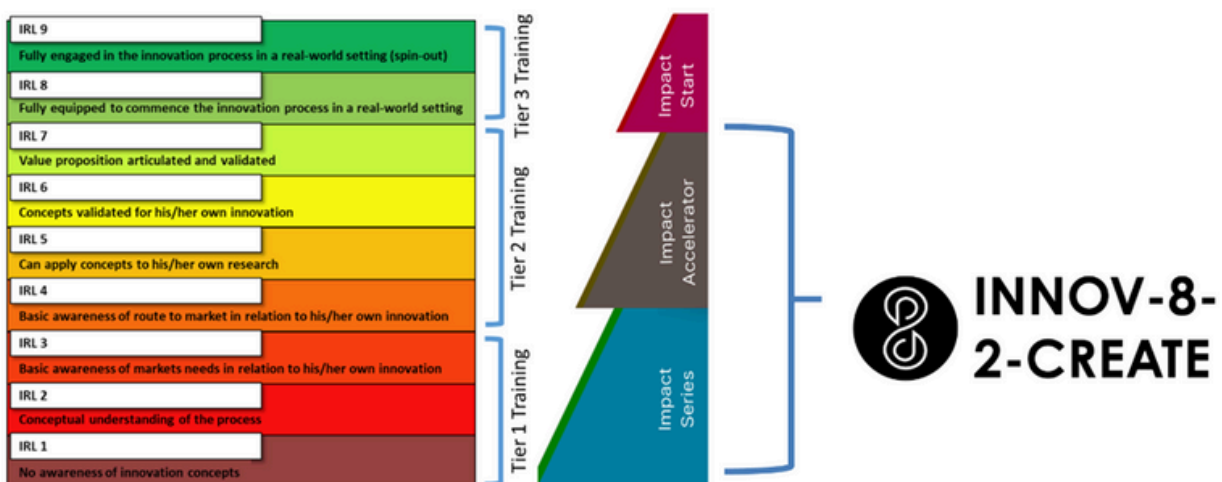 IRL 9
Fully engaged in the innovation process in a real-world setting (spin-out)
IRL 8
Fully equipped to commence the innovation process in a real-world setting
IRL 7
Value proposition articulated and validated
IRL 6
Concepts validated for his/her own innovation
IRL 5
Can apply concepts to his/her own research
IRL 4
Basic awareness of route to market in relation to his/her own innovation
IRL 3
Basic awareness of markets needs in relation to his/her own innovation
IRL 2
Conceptual understanding of the process
IRL 1
No awareness of innovation concepts
Tier 3 Training
Tier 2 Training
Tier 1 Training
Impact
Start
Impact
Accelerator
Impact
Series
INNOV-8-
2-CREATE